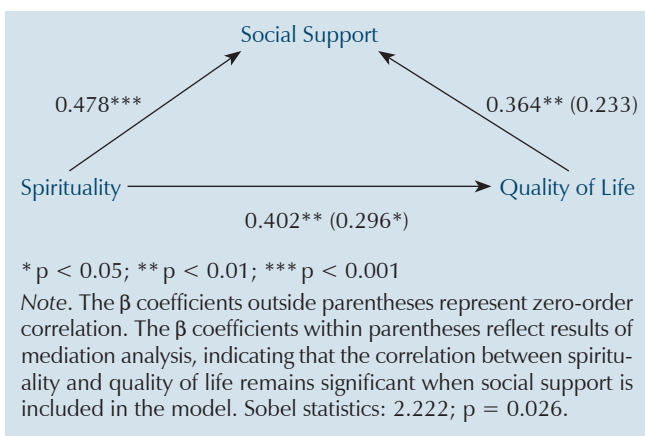 Social Support
0.478***
0.364** (0.233)
Spirituality
Quality of Life
0.402** (0.296*)
* p < 0.05; ** p < 0.01; *** p < 0.001
Note. The β coefficients outside parentheses represent zero-order
correlation. The β coefficients within parentheses reflect results of
mediation analysis, indicating that the correlation between spiritu-
ality and quality of life remains significant when social support is
included in the model. Sobel statistics: 2.222; p = 0.026.